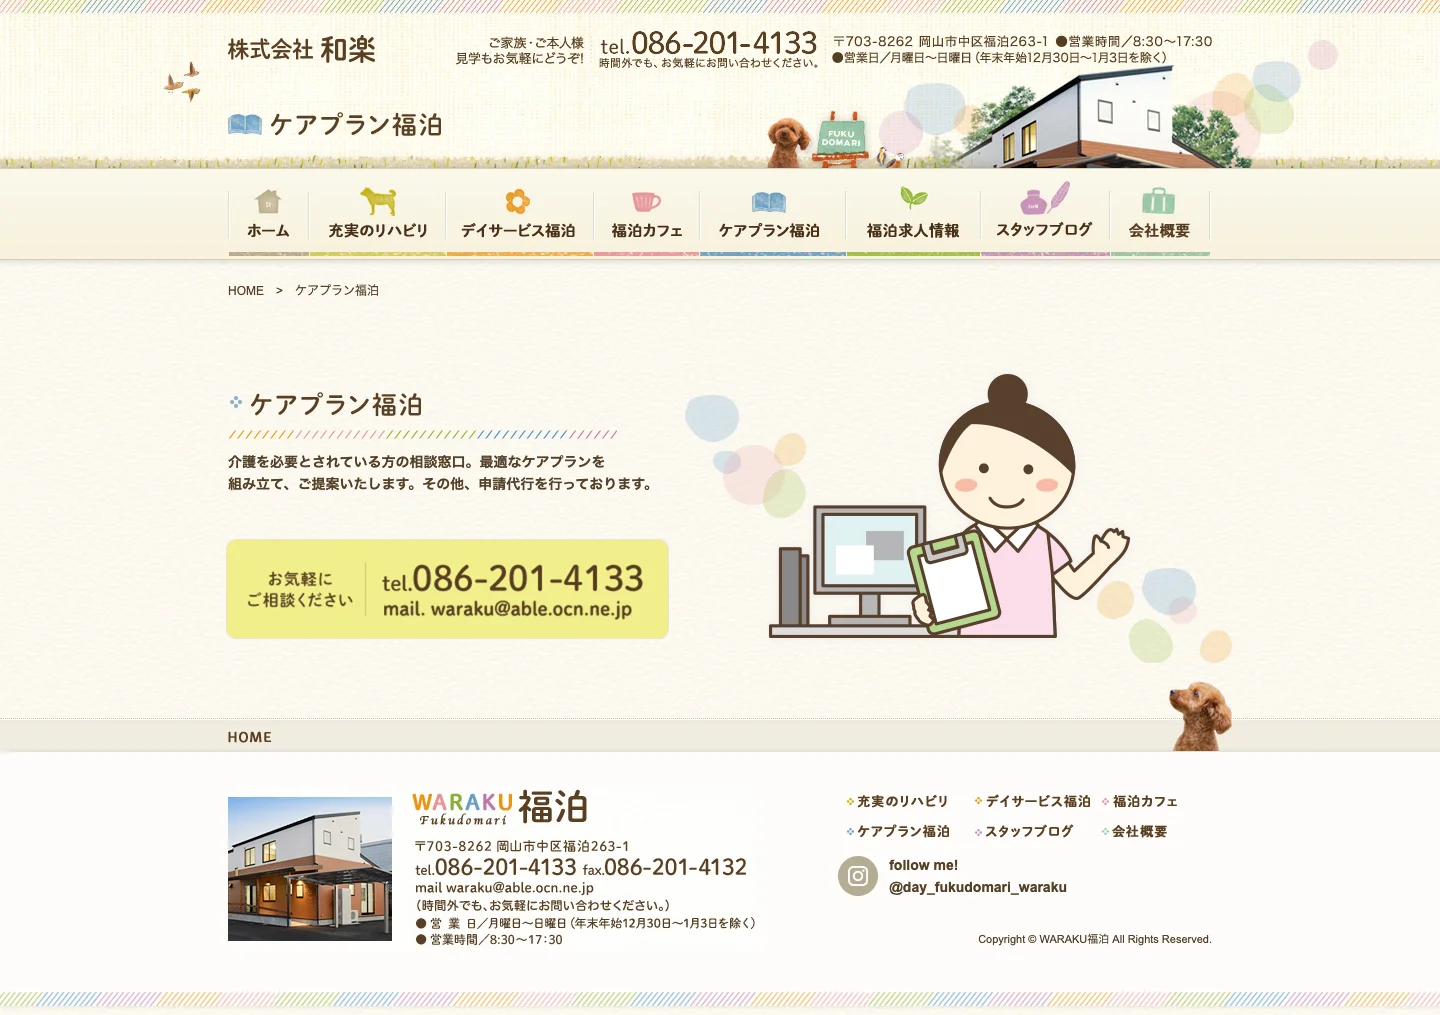 株式会社 和楽
ご家族・ご本人様
見学もお気軽にどうぞ!
tel.086-201-4133
時間外でも、お気軽にお問い合わせください。
〒703-8262 岡山市中区福泊263-1 ●営業時間／8:30〜17:30
●営業日／月曜日〜日曜日（年末年始12月30日〜1月3日を除く）
ケアプラン福泊
FUKU
DOMARI
ホーム
充実のリハビリ
デイサービス福泊
福泊カフェ
ケアプラン福泊
福泊求人情報
スタッフブログ
会社概要
HOME > ケアプラン福泊
ケアプラン福泊
介護を必要とされている方の相談窓口。最適なケアプランを
組み立て、ご提案いたします。その他、申請代行を行っております。
お気軽に
ご相談ください
tel.086-201-4133
mail. waraku@able.ocn.ne.jp
HOME
WARAKU 福泊
Fukudomari
〒703-8262 岡山市中区福泊263-1
tel.086-201-4133 fax.086-201-4132
mail waraku@able.ocn.ne.jp
（時間外でも、お気軽にお問い合わせください。）
● 営 業 日／月曜日〜日曜日（年末年始12月30日〜1月3日を除く）
● 営業時間／8:30〜17:30
充実のリハビリ
デイサービス福泊
福泊カフェ
ケアプラン福泊
スタッフブログ
会社概要
follow me!
@day_fukudomari_waraku
Copyright © WARAKU福泊 All Rights Reserved.